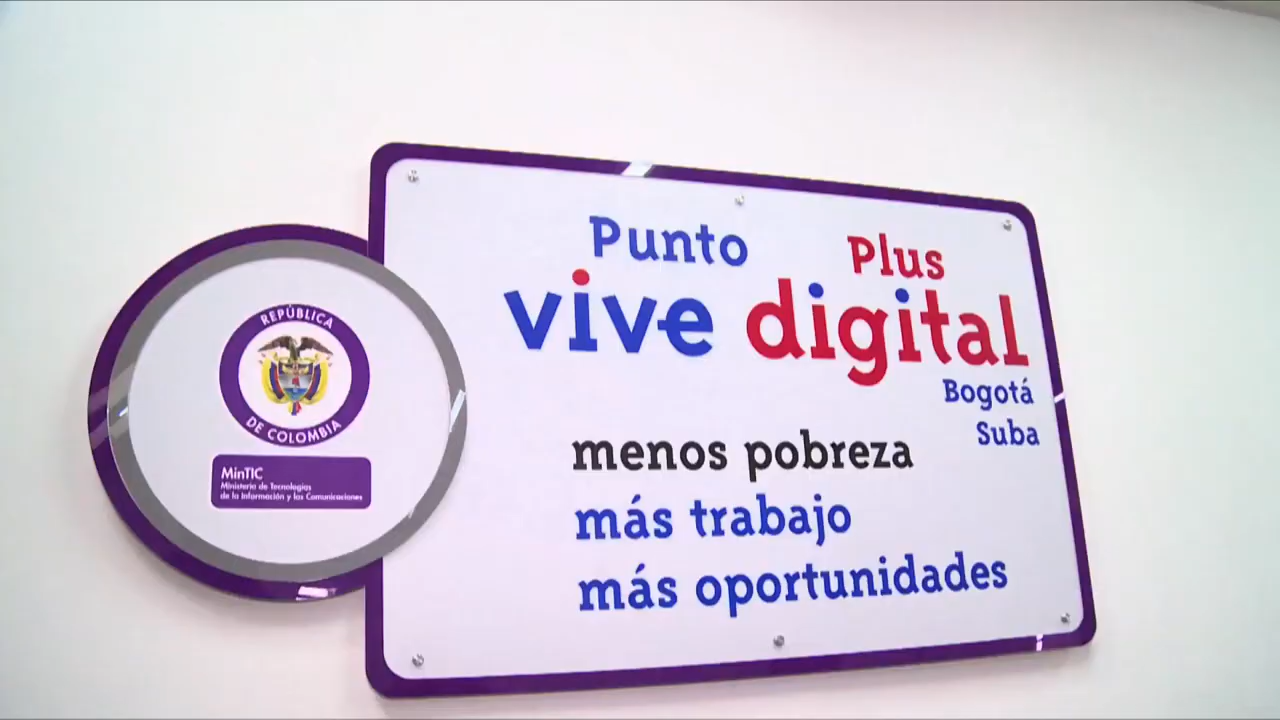 REPÚBLICA
DE COLOMBIA
MinTIC
Ministerio de Tecnologías
de la Información y las Comunicaciones
Punto Plus
vive digital
Bogotá
Suba
menos pobreza
más trabajo
más oportunidades